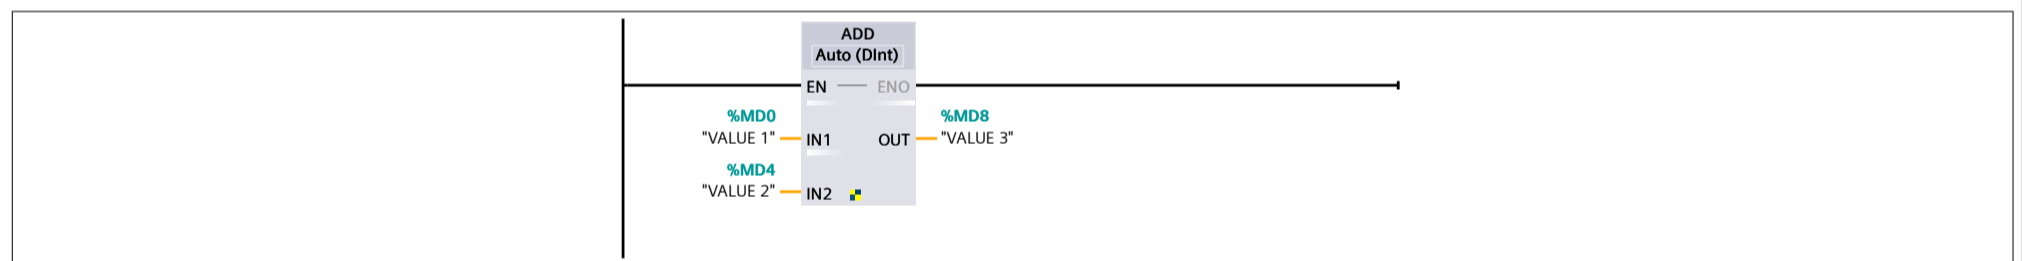 ADD
Auto (DInt)
EN ENO
%MD0 %MD8
"VALUE 1" IN1 OUT "VALUE 3"
%MD4
"VALUE 2" IN2